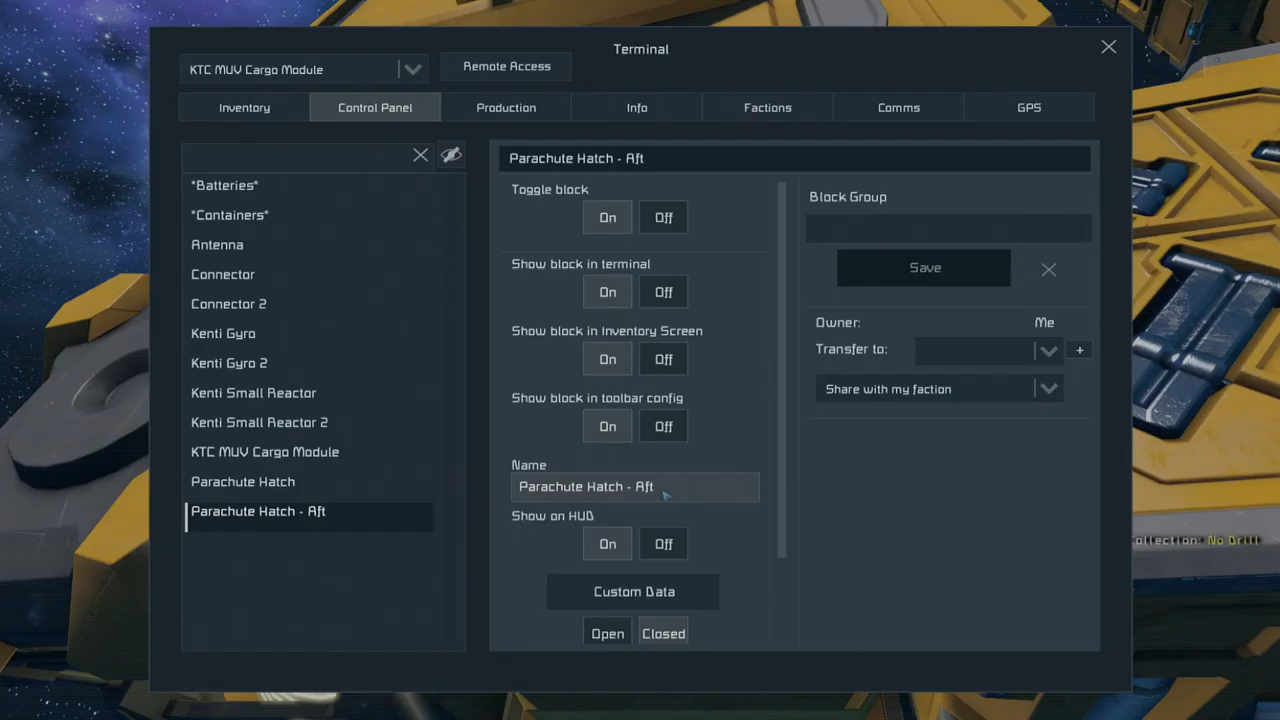 Terminal
KTC MUV Cargo Module
Remote Access
Inventory
Control Panel
Production
Info
Factions
Comms
GPS
*Batteries*
*Containers*
Antenna
Connector
Connector 2
Kenti Gyro
Kenti Gyro 2
Kenti Small Reactor
Kenti Small Reactor 2
KTC MUV Cargo Module
Parachute Hatch
Parachute Hatch - Aft
Parachute Hatch - Aft
Toggle block
On Off
Show block in terminal
On Off
Show block in Inventory Screen
On Off
Show block in toolbar config
On Off
Name
Parachute Hatch - Aft
Show on HUD
On Off
Custom Data
Open Closed
Block Group
Save
Owner: Me
Transfer to:
+
Share with my faction
ollection: No Drill